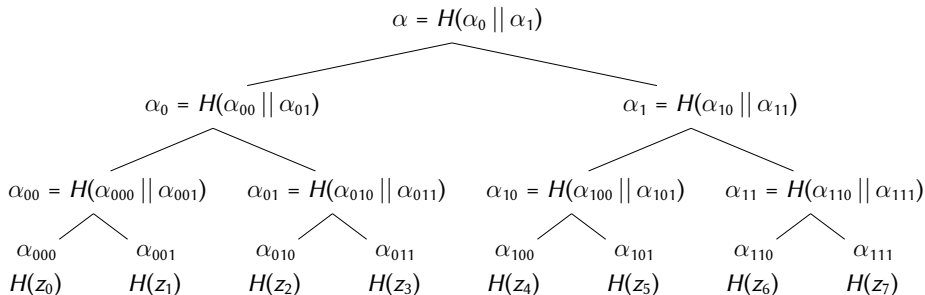 α = H(α₀ || α₁)
α₀ = H(α₀₀ || α₀₁) α₁ = H(α₁₀ || α₁₁)
α₀₀ = H(α₀₀₀ || α₀₀₁) α₀₁ = H(α₀₁₀ || α₀₁₁) α₁₀ = H(α₁₀₀ || α₁₀₁) α₁₁ = H(α₁₁₀ || α₁₁₁)
α₀₀₀ α₀₀₁ α₀₁₀ α₀₁₁ α₁₀₀ α₁₀₁ α₁₁₀ α₁₁₁
H(z₀) H(z₁) H(z₂) H(z₃) H(z₄) H(z₅) H(z₆) H(z₇)